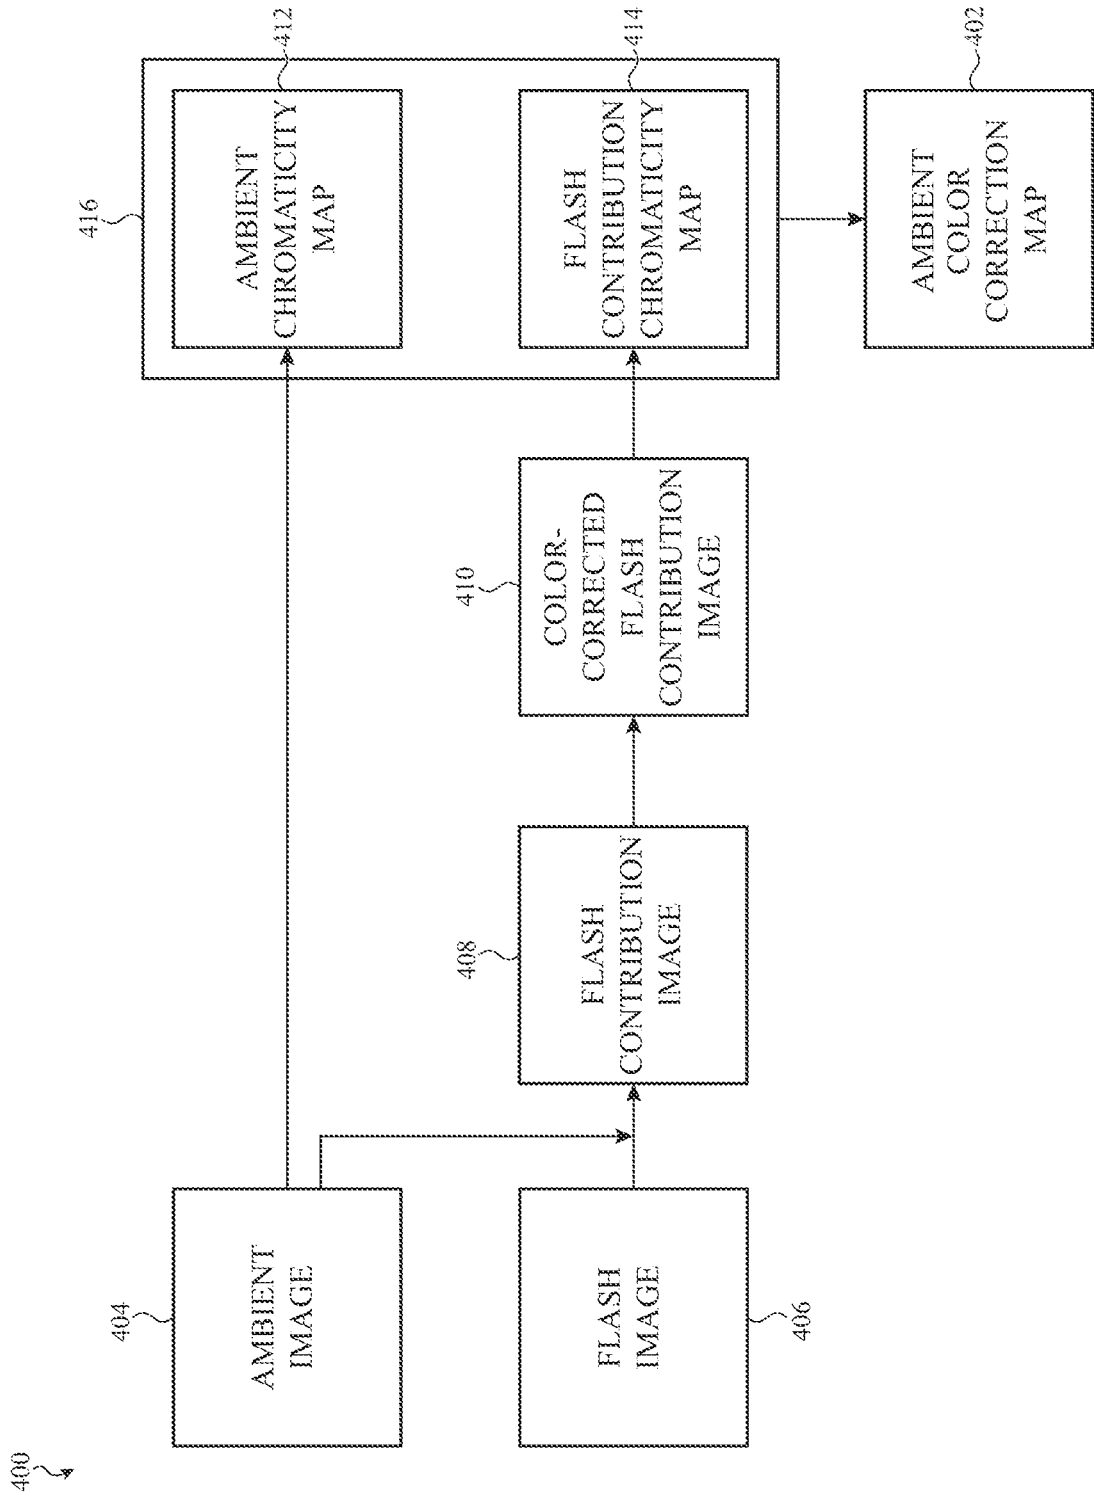 400
404
AMBIENT
IMAGE
FLASH
IMAGE
406
408
FLASH
CONTRIBUTION
IMAGE
410
COLOR-
CORRECTED
FLASH
CONTRIBUTION
IMAGE
416
412
AMBIENT
CHROMATICITY
MAP
414
FLASH
CONTRIBUTION
CHROMATICITY
MAP
402
AMBIENT
COLOR
CORRECTION
MAP